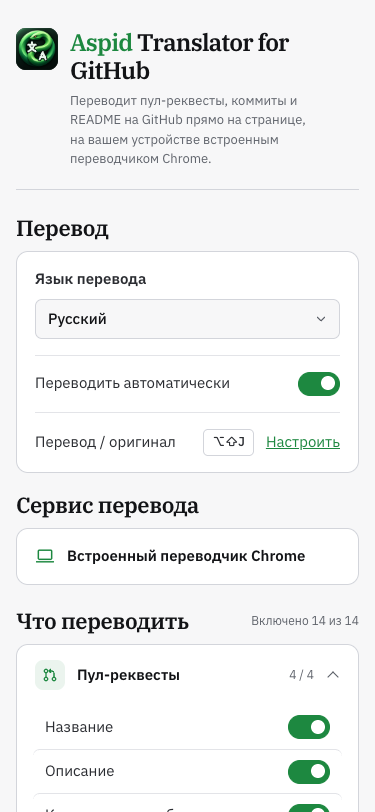 Aspid Translator for
GitHub
Переводит пул-реквесты, коммиты и
README на GitHub прямо на странице,
на вашем устройстве встроенным
переводчиком Chrome.
Перевод
Язык перевода
Русский
Переводить автоматически
Перевод / оригинал ⌥⇧J Настроить
Сервис перевода
Встроенный переводчик Chrome
Что переводить Включено 14 из 14
Пул-реквесты 4 / 4
Название
Описание